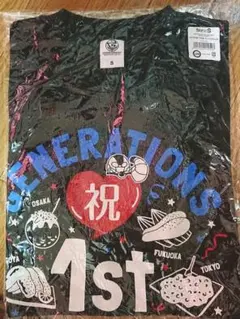 S
S
GENERATIONS
祝
OSAKA
FUKUOKA
TOKYO
1st